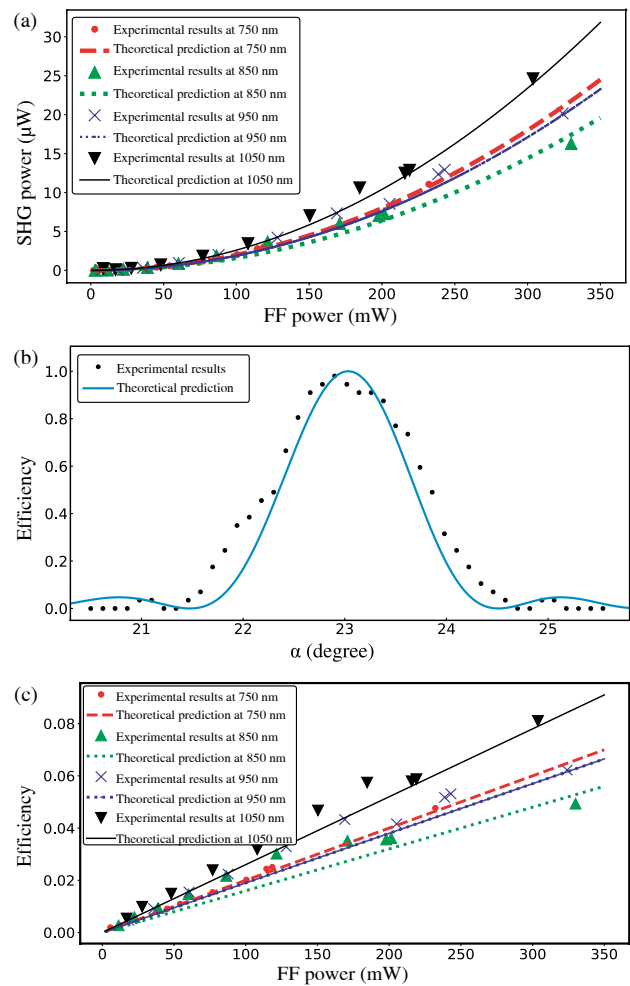 (a)
Experimental results at 750 nm
Theoretical prediction at 750 nm
Experimental results at 850 nm
Theoretical prediction at 850 nm
Experimental results at 950 nm
Theoretical prediction at 950 nm
Experimental results at 1050 nm
Theoretical prediction at 1050 nm
30
25
20
15
10
5
0
SHG power (μW)
0 50 100 150 200 250 300 350
FF power (mW)
(b)
Experimental results
Theoretical prediction
1.0
0.8
0.6
0.4
0.2
0.0
Efficiency
21 22 23 24 25
α (degree)
(c)
Experimental results at 750 nm
Theoretical prediction at 750 nm
Experimental results at 850 nm
Theoretical prediction at 850 nm
Experimental results at 950 nm
Theoretical prediction at 950 nm
Experimental results at 1050 nm
Theoretical prediction at 1050 nm
0.08
0.06
0.04
0.02
0.00
Efficiency
0 50 100 150 200 250 300 350
FF power (mW)